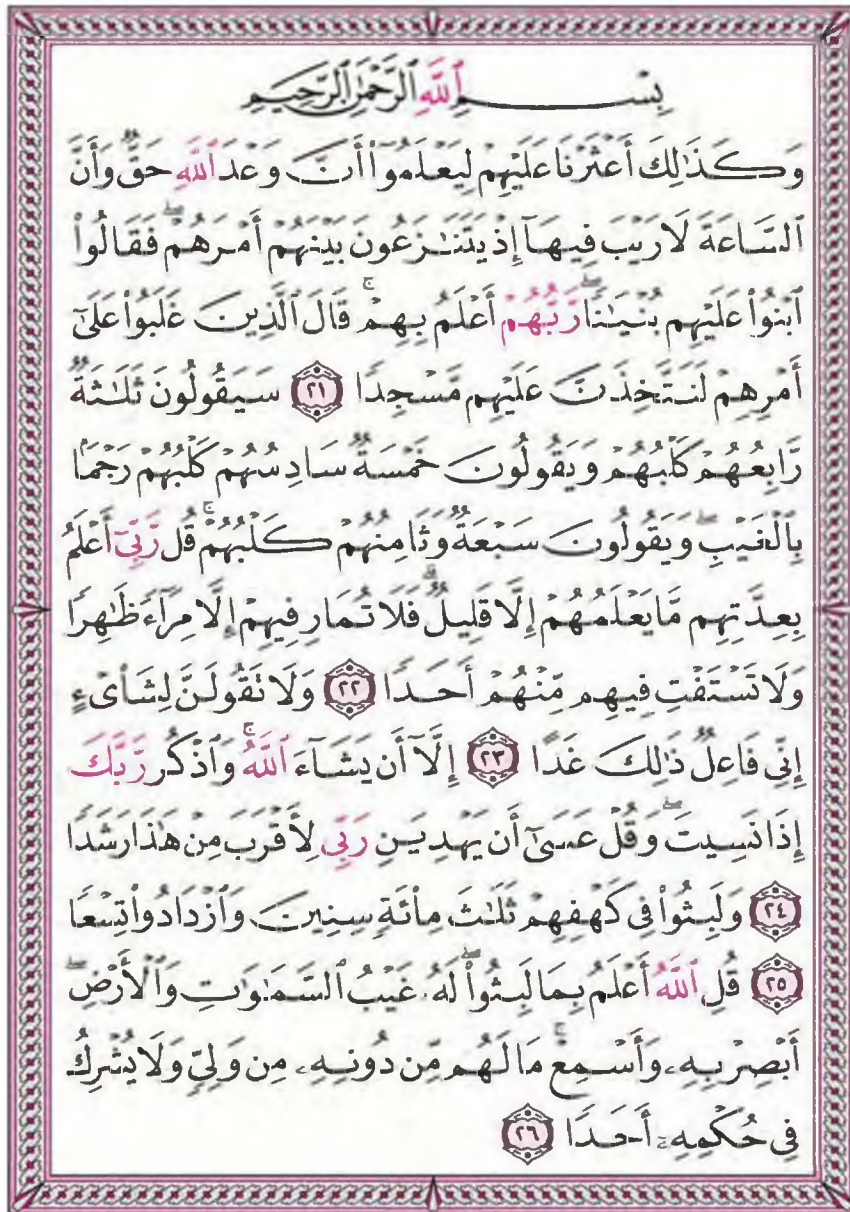 بِسْمِ ٱللَّهِ ٱلرَّحْمَٰنِ ٱلرَّحِيمِ
وَكَذَٰلِكَ أَعْثَرْنَا عَلَيْهِمْ لِيَعْلَمُوٓا۟ أَنَّ وَعْدَ ٱللَّهِ حَقٌّ وَأَنَّ
ٱلسَّاعَةَ لَا رَيْبَ فِيهَآ إِذْ يَتَنَٰزَعُونَ بَيْنَهُمْ أَمْرَهُمْ ۖ فَقَالُوا۟
ٱبْنُوا۟ عَلَيْهِم بُنْيَٰنًا ۖ رَّبُّهُمْ أَعْلَمُ بِهِمْ ۚ قَالَ ٱلَّذِينَ غَلَبُوا۟ عَلَىٰٓ
أَمْرِهِمْ لَنَتَّخِذَنَّ عَلَيْهِم مَّسْجِدًا ﴿٢١﴾ سَيَقُولُونَ ثَلَٰثَةٌ
رَّابِعُهُمْ كَلْبُهُمْ وَيَقُولُونَ خَمْسَةٌ سَادِسُهُمْ كَلْبُهُمْ رَجْمًۢا
بِٱلْغَيْبِ ۖ وَيَقُولُونَ سَبْعَةٌ وَثَامِنُهُمْ كَلْبُهُمْ ۚ قُل رَّبِّىٓ أَعْلَمُ
بِعِدَّتِهِم مَّا يَعْلَمُهُمْ إِلَّا قَلِيلٌ ۗ فَلَا تُمَارِ فِيهِمْ إِلَّا مِرَآءً ظَٰهِرًا
وَلَا تَسْتَفْتِ فِيهِم مِّنْهُمْ أَحَدًا ﴿٢٢﴾ وَلَا تَقُولَنَّ لِشَا۟ىْءٍ
إِنِّى فَاعِلٌ ذَٰلِكَ غَدًا ﴿٢٣﴾ إِلَّآ أَن يَشَآءَ ٱللَّهُ ۚ وَٱذْكُر رَّبَّكَ
إِذَا نَسِيتَ ۖ وَقُلْ عَسَىٰٓ أَن يَهْدِيَنِ رَبِّى لِأَقْرَبَ مِنْ هَٰذَا رَشَدًا
﴿٢٤﴾ وَلَبِثُوا۟ فِى كَهْفِهِمْ ثَلَٰثَ مِا۟ئَةٍ سِنِينَ وَٱزْدَادُوا۟ تِسْعًا
﴿٢٥﴾ قُلِ ٱللَّهُ أَعْلَمُ بِمَا لَبِثُوا۟ ۖ لَهُۥ غَيْبُ ٱلسَّمَٰوَٰتِ وَٱلْأَرْضِ ۖ
أَبْصِرْ بِهِۦ وَأَسْمِعْ ۚ مَا لَهُم مِّن دُونِهِۦ مِن وَلِىٍّ وَلَا يُشْرِكُ
فِى حُكْمِهِۦٓ أَحَدًا ﴿٢٦﴾